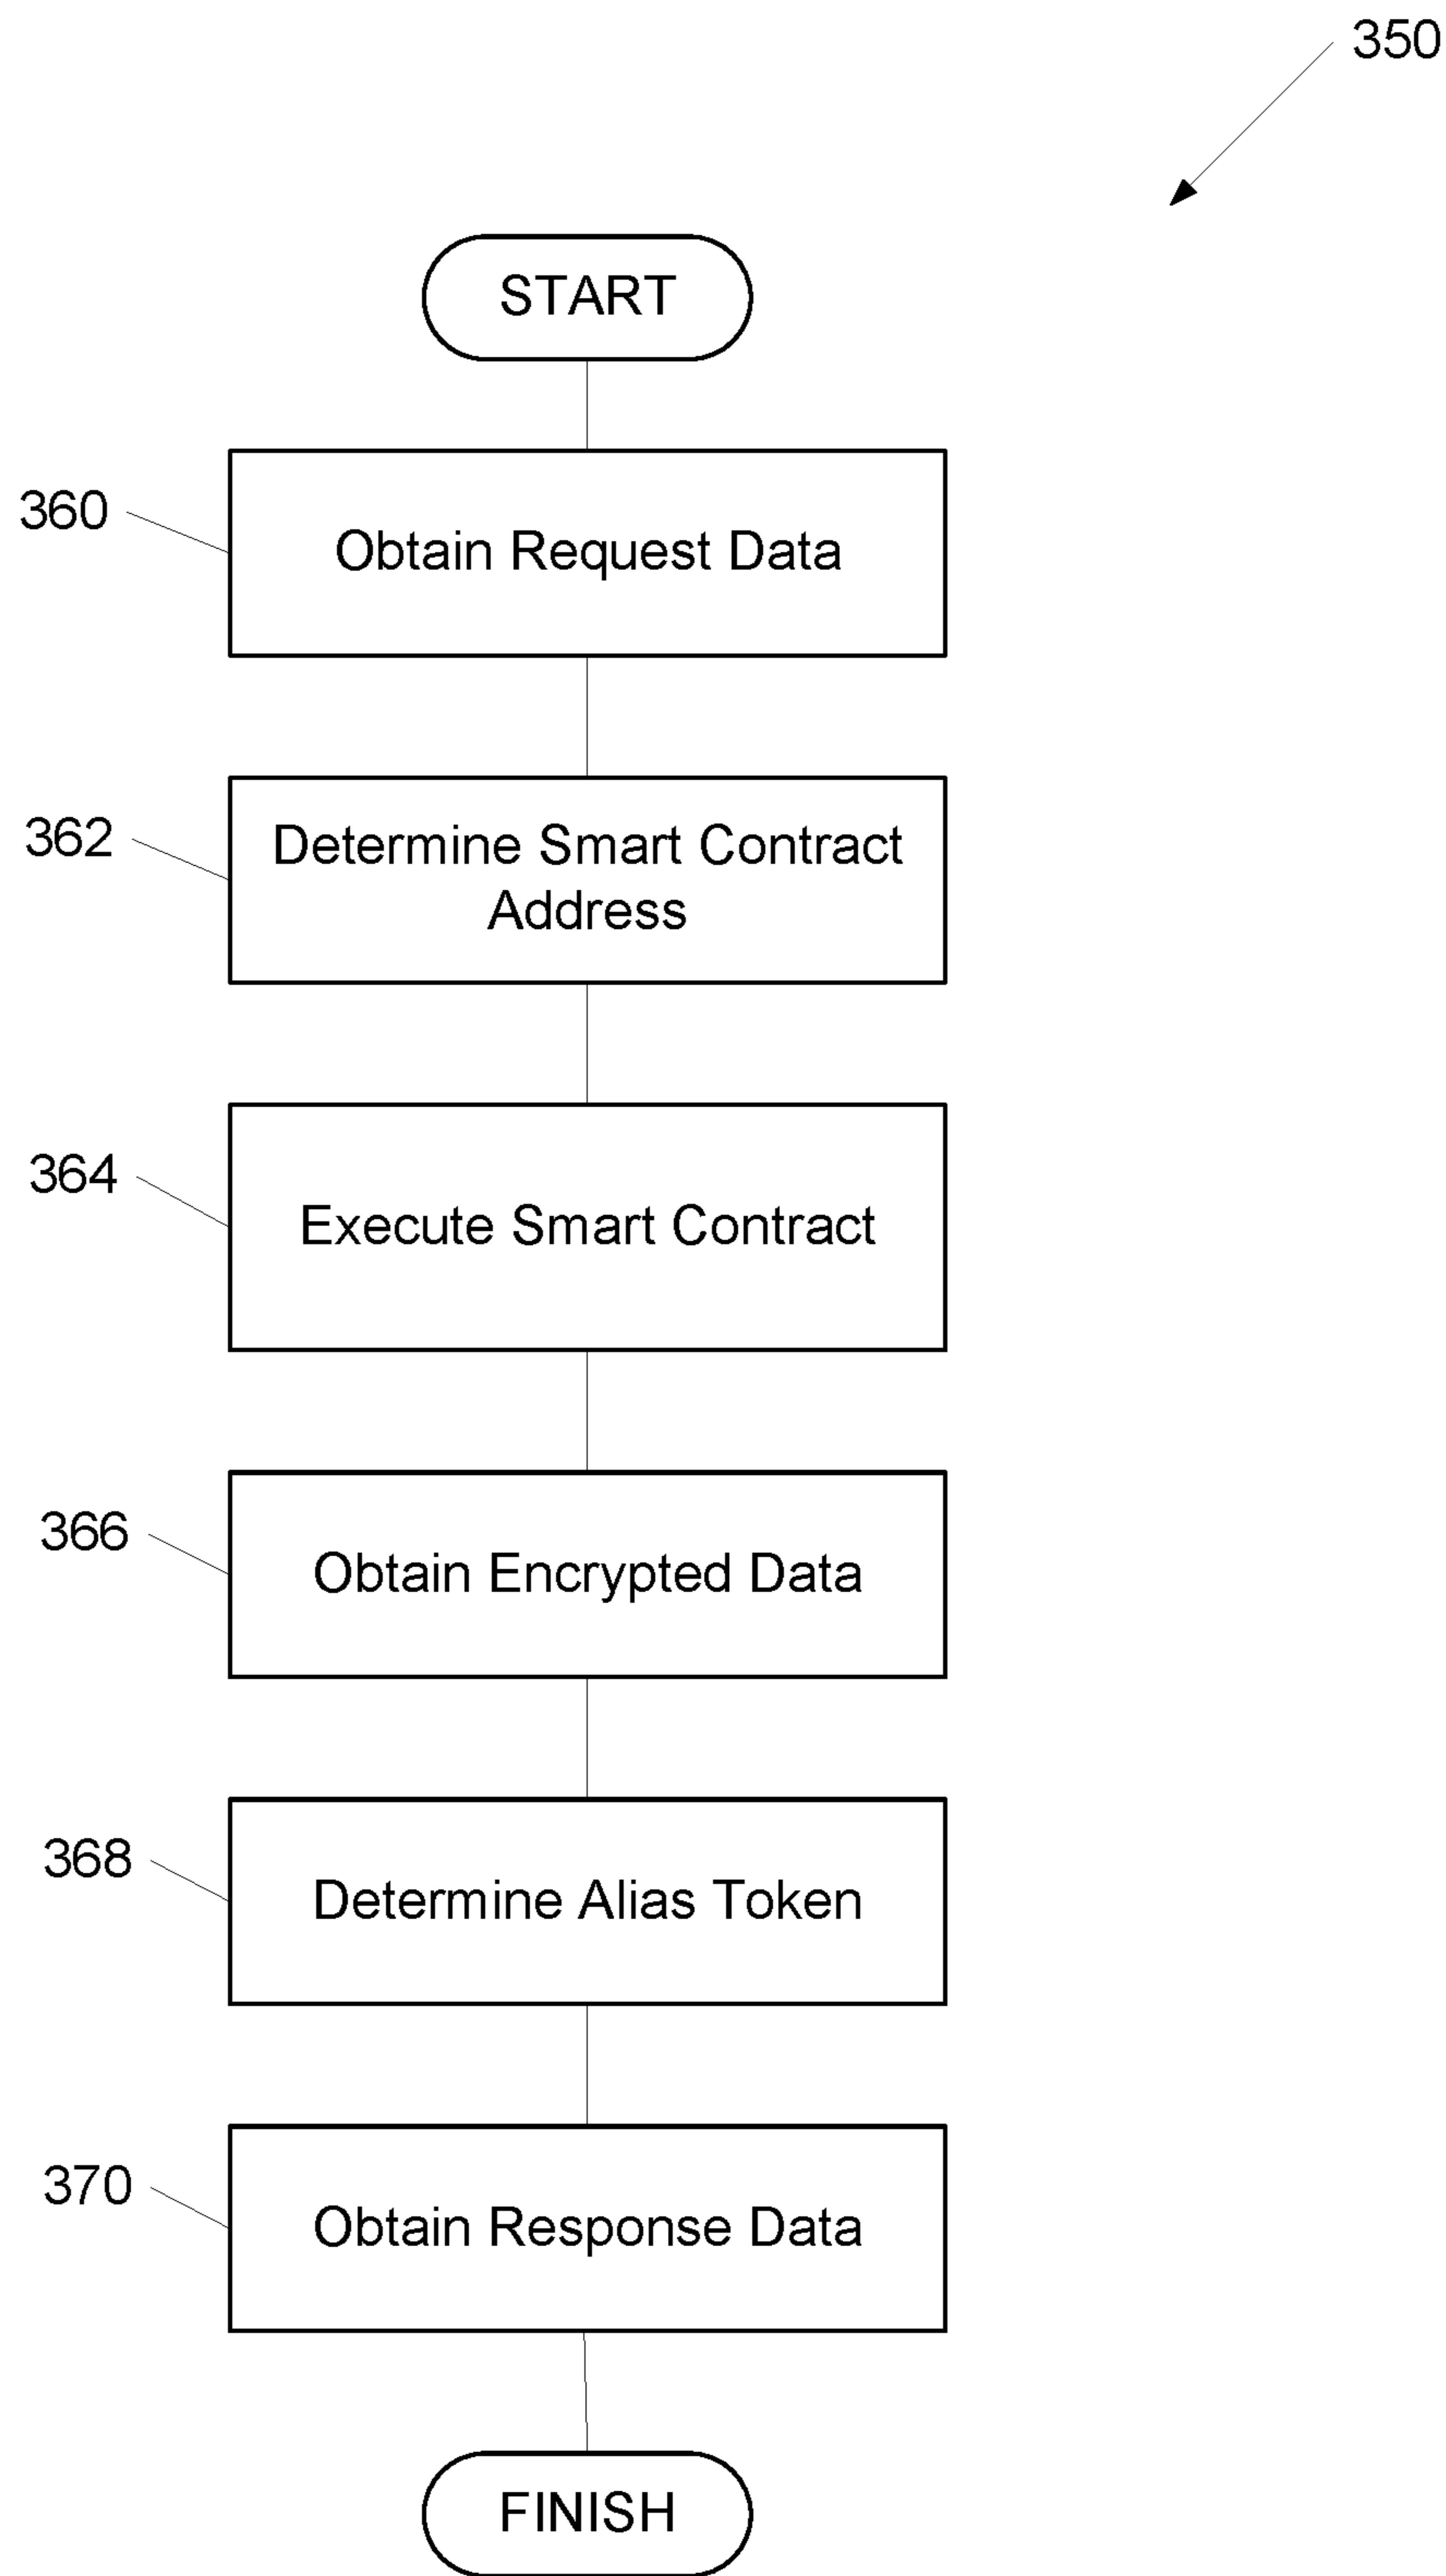 350
START
360
Obtain Request Data
362
Determine Smart Contract
Address
364
Execute Smart Contract
366
Obtain Encrypted Data
368
Determine Alias Token
370
Obtain Response Data
FINISH